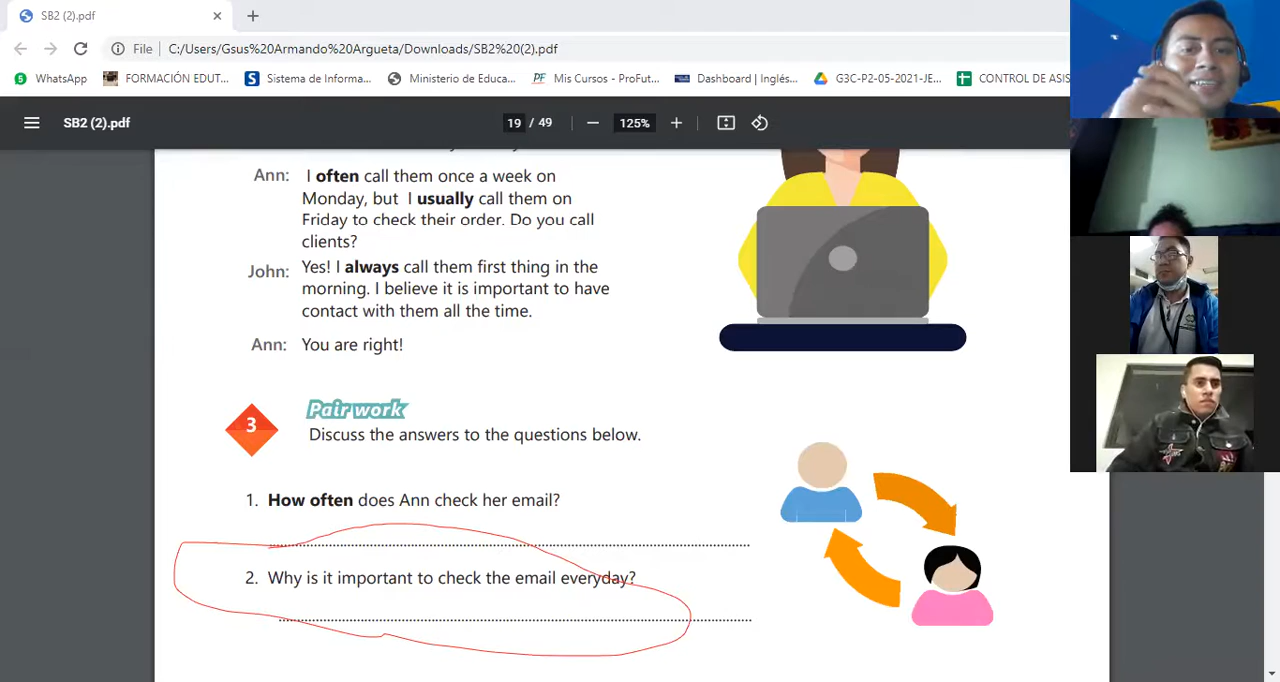 SB2 (2).pdf
File C:/Users/Gsus%20Armando%20Argueta/Downloads/SB2%20(2).pdf
WhatsApp FORMACIÓN EDUT... Sistema de Informa... Ministerio de Educa... Mis Cursos - ProFut... Dashboard | Inglés... G3C-P2-05-2021-JE... CONTROL DE ASIS
SB2 (2).pdf 19 / 49 125%
Ann: I often call them once a week on
Monday, but I usually call them on
Friday to check their order. Do you call
clients?
John: Yes! I always call them first thing in the
morning. I believe it is important to have
contact with them all the time.
Ann: You are right!
3 Pair work
Discuss the answers to the questions below.
1. How often does Ann check her email?
2. Why is it important to check the email everyday?